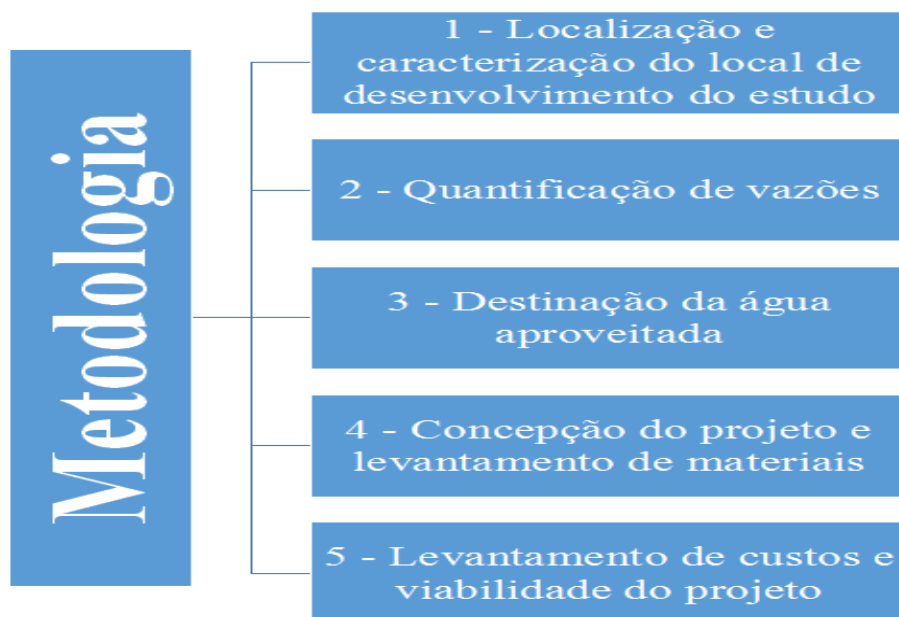 Metodologia
1 - Localização e
caracterização do local de
desenvolvimento do estudo
2 - Quantificação de vazões
3 - Destinação da água
aproveitada
4 - Concepção do projeto e
levantamento de materiais
5 - Levantamento de custos e
viabilidade do projeto